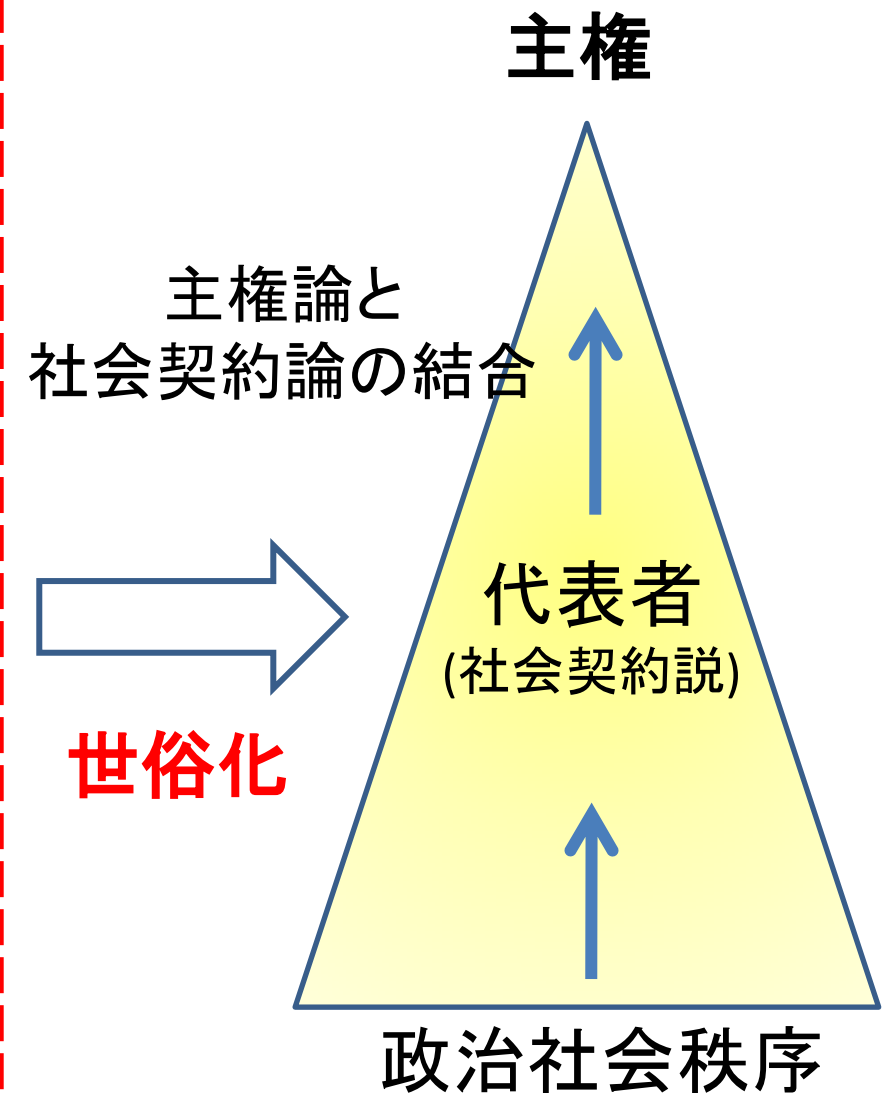 主権
主権論と
社会契約論の結合
代表者
(社会契約説)
世俗化
政治社会秩序